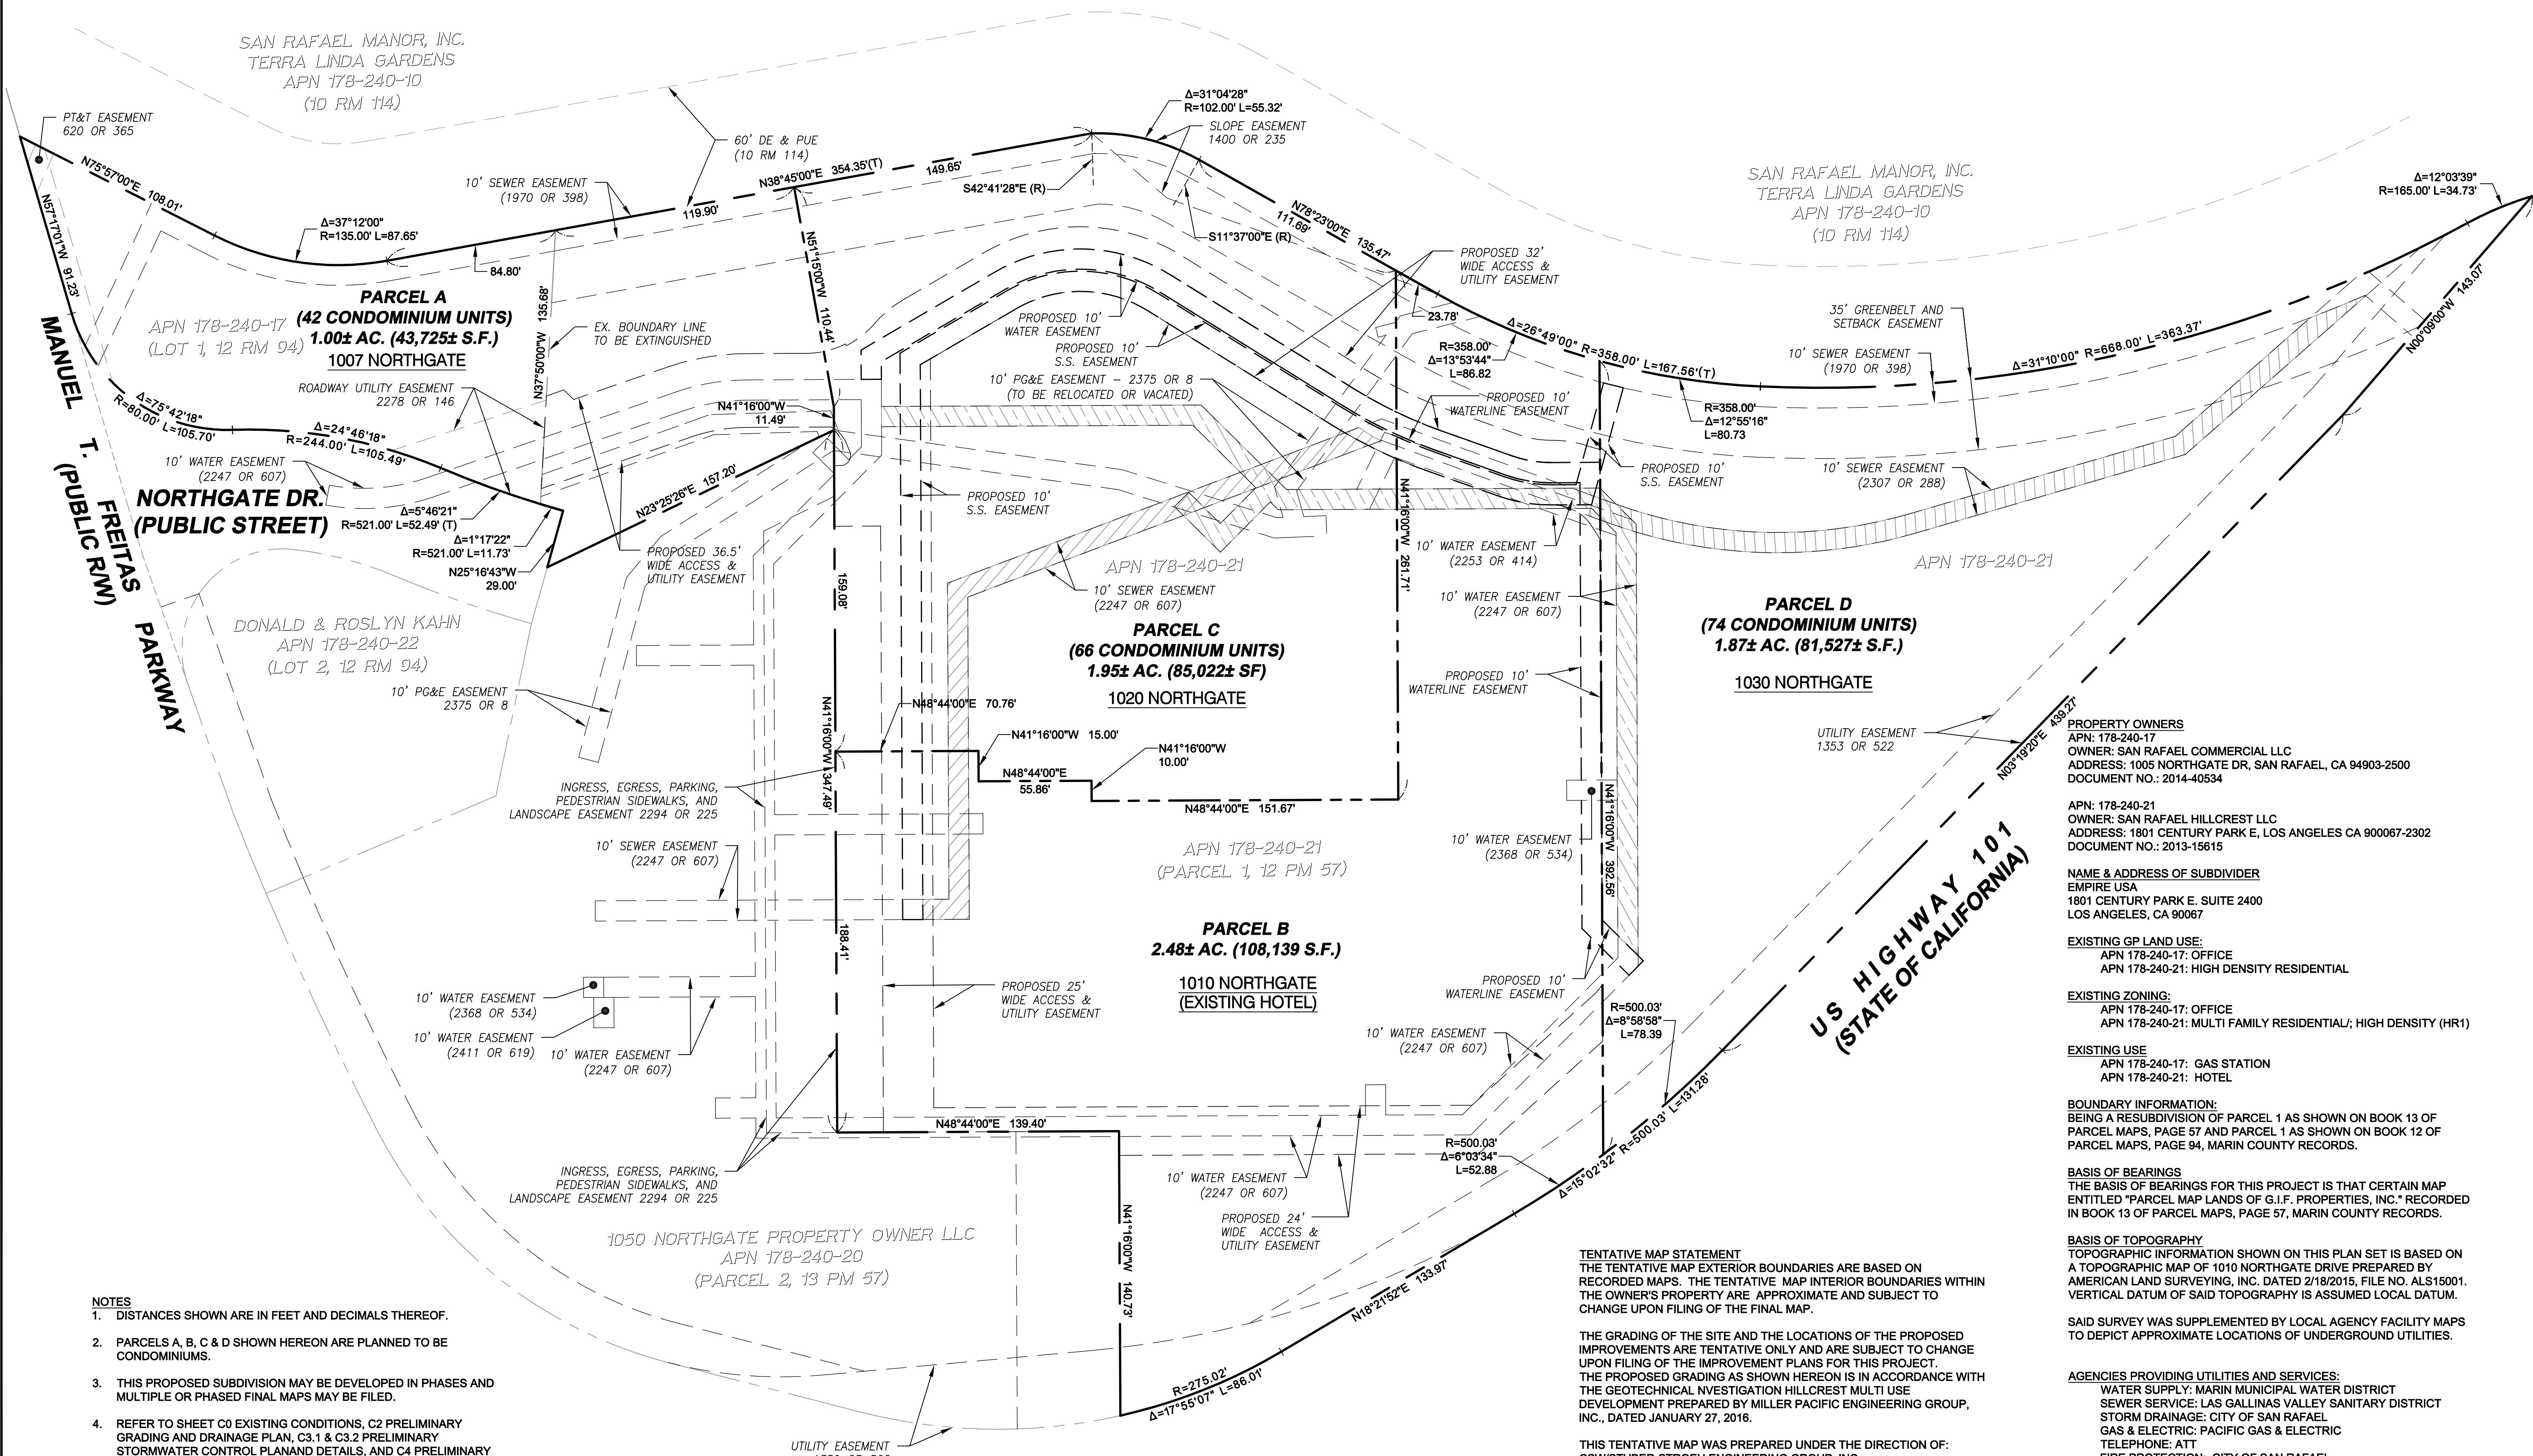 SAN RAFAEL MANOR, INC.
TERRA LINDA GARDENS
APN 178-240-10
(10 RM 114)
PT&T EASEMENT
620 OR 365
N75°57'00"E 108.01'
N57°17'01"W 91.23'
10' SEWER EASEMENT
(1970 OR 398)
Δ=37°12'00"
R=135.00' L=87.65'
84.80'
60' DE & PUE
(10 RM 114)
N38°45'00"E 354.35'(T)
119.90'
149.65'
Δ=31°04'28"
R=102.00' L=55.32'
SLOPE EASEMENT
1400 OR 235
S42°41'28"E (R)
S11°37'00"E (R)
N78°23'00"E 135.47'
111.69'
23.78'
SAN RAFAEL MANOR, INC.
TERRA LINDA GARDENS
APN 178-240-10
(10 RM 114)
Δ=12°03'39"
R=165.00' L=34.73'
N00°09'00"W 143.07'
PROPOSED 32'
WIDE ACCESS &
UTILITY EASEMENT
35' GREENBELT AND
SETBACK EASEMENT
10' SEWER EASEMENT
(1970 OR 398)
Δ=31°10'00" R=668.00' L=363.37'
Δ=26°49'00" R=358.00' L=167.56'(T)
R=358.00'
Δ=13°53'44"
L=86.82
R=358.00'
Δ=12°55'16"
L=80.73
PARCEL A
(42 CONDOMINIUM UNITS)
1.00± AC. (43,725± S.F.)
1007 NORTHGATE
APN 178-240-17
(LOT 1, 12 RM 94)
N37°50'00"W 135.68'
EX. BOUNDARY LINE
TO BE EXTINGUISHED
N51°15'00"W 110.44'
PROPOSED 10'
WATER EASEMENT
PROPOSED 10'
S.S. EASEMENT
10' PG&E EASEMENT - 2375 OR 8
(TO BE RELOCATED OR VACATED)
PROPOSED 10'
WATERLINE EASEMENT
ROADWAY UTILITY EASEMENT
2278 OR 146
N41°16'00"W
11.49'
Δ=75°42'18"
R=80.00' L=105.70'
Δ=24°46'18"
R=244.00' L=105.49'
10' WATER EASEMENT
(2247 OR 607)
NORTHGATE DR.
(PUBLIC STREET)
MANUEL T. FREITAS PARKWAY
(PUBLIC R/W)
Δ=5°46'21"
R=521.00' L=52.49' (T)
Δ=1°17'22"
R=521.00' L=11.73'
N25°16'43"W
29.00'
N23°25'26"E 157.20'
PROPOSED 36.5'
WIDE ACCESS &
UTILITY EASEMENT
PROPOSED 10'
S.S. EASEMENT
PROPOSED 10'
S.S. EASEMENT
10' SEWER EASEMENT
(2307 OR 288)
10' WATER EASEMENT
(2253 OR 414)
10' WATER EASEMENT
(2247 OR 607)
APN 178-240-21
10' SEWER EASEMENT
(2247 OR 607)
N41°16'00"W 261.71'
159.08'
APN 178-240-21
DONALD & ROSLYN KAHN
APN 178-240-22
(LOT 2, 12 RM 94)
10' PG&E EASEMENT
2375 OR 8
PARCEL C
(66 CONDOMINIUM UNITS)
1.95± AC. (85,022± SF)
1020 NORTHGATE
PARCEL D
(74 CONDOMINIUM UNITS)
1.87± AC. (81,527± S.F.)
1030 NORTHGATE
PROPOSED 10'
WATERLINE EASEMENT
N41°16'00"W 347.49'
N48°44'00"E 70.76'
N41°16'00"W 15.00'
N41°16'00"W
10.00'
N48°44'00"E
55.86'
N48°44'00"E 151.67'
UTILITY EASEMENT
1353 OR 522
N03°19'20"E 439.27'
INGRESS, EGRESS, PARKING,
PEDESTRIAN SIDEWALKS, AND
LANDSCAPE EASEMENT 2294 OR 225
10' SEWER EASEMENT
(2247 OR 607)
APN 178-240-21
(PARCEL 1, 12 PM 57)
10' WATER EASEMENT
(2368 OR 534)
N41°16'00"W 392.56'
US HIGHWAY 101
(STATE OF CALIFORNIA)
188.41'
PARCEL B
2.48± AC. (108,139 S.F.)
1010 NORTHGATE
(EXISTING HOTEL)
PROPOSED 25'
WIDE ACCESS &
UTILITY EASEMENT
PROPOSED 10'
WATERLINE EASEMENT
10' WATER EASEMENT
(2368 OR 534)
10' WATER EASEMENT
(2411 OR 619)
10' WATER EASEMENT
(2247 OR 607)
10' WATER EASEMENT
(2247 OR 607)
R=500.03'
Δ=8°58'58"
L=78.39
N48°44'00"E 139.40'
R=500.03'
Δ=6°03'34"
L=52.88
Δ=15°02'32" R=500.03' L=131.28'
INGRESS, EGRESS, PARKING,
PEDESTRIAN SIDEWALKS, AND
LANDSCAPE EASEMENT 2294 OR 225
10' WATER EASEMENT
(2247 OR 607)
PROPOSED 24'
WIDE ACCESS &
UTILITY EASEMENT
1050 NORTHGATE PROPERTY OWNER LLC
APN 178-240-20
(PARCEL 2, 13 PM 57)
N41°16'00"W 140.73'
N18°21'52"E 133.97'
R=275.02'
Δ=17°55'07" L=86.01'
UTILITY EASEMENT
NOTES
1. DISTANCES SHOWN ARE IN FEET AND DECIMALS THEREOF.
2. PARCELS A, B, C & D SHOWN HEREON ARE PLANNED TO BE
CONDOMINIUMS.
3. THIS PROPOSED SUBDIVISION MAY BE DEVELOPED IN PHASES AND
MULTIPLE OR PHASED FINAL MAPS MAY BE FILED.
4. REFER TO SHEET C0 EXISTING CONDITIONS, C2 PRELIMINARY
GRADING AND DRAINAGE PLAN, C3.1 & C3.2 PRELIMINARY
STORMWATER CONTROL PLANAND DETAILS, AND C4 PRELIMINARY
TENTATIVE MAP STATEMENT
THE TENTATIVE MAP EXTERIOR BOUNDARIES ARE BASED ON
RECORDED MAPS. THE TENTATIVE MAP INTERIOR BOUNDARIES WITHIN
THE OWNER'S PROPERTY ARE APPROXIMATE AND SUBJECT TO
CHANGE UPON FILING OF THE FINAL MAP.
THE GRADING OF THE SITE AND THE LOCATIONS OF THE PROPOSED
IMPROVEMENTS ARE TENTATIVE ONLY AND ARE SUBJECT TO CHANGE
UPON FILING OF THE IMPROVEMENT PLANS FOR THIS PROJECT.
THE PROPOSED GRADING AS SHOWN HEREON IS IN ACCORDANCE WITH
THE GEOTECHNICAL NVESTIGATION HILLCREST MULTI USE
DEVELOPMENT PREPARED BY MILLER PACIFIC ENGINEERING GROUP,
INC., DATED JANUARY 27, 2016.
THIS TENTATIVE MAP WAS PREPARED UNDER THE DIRECTION OF:
PROPERTY OWNERS
APN: 178-240-17
OWNER: SAN RAFAEL COMMERCIAL LLC
ADDRESS: 1005 NORTHGATE DR, SAN RAFAEL, CA 94903-2500
DOCUMENT NO.: 2014-40534
APN: 178-240-21
OWNER: SAN RAFAEL HILLCREST LLC
ADDRESS: 1801 CENTURY PARK E, LOS ANGELES CA 900067-2302
DOCUMENT NO.: 2013-15615
NAME & ADDRESS OF SUBDIVIDER
EMPIRE USA
1801 CENTURY PARK E. SUITE 2400
LOS ANGELES, CA 90067
EXISTING GP LAND USE:
APN 178-240-17: OFFICE
APN 178-240-21: HIGH DENSITY RESIDENTIAL
EXISTING ZONING:
APN 178-240-17: OFFICE
APN 178-240-21: MULTI FAMILY RESIDENTIAL/; HIGH DENSITY (HR1)
EXISTING USE
APN 178-240-17: GAS STATION
APN 178-240-21: HOTEL
BOUNDARY INFORMATION:
BEING A RESUBDIVISION OF PARCEL 1 AS SHOWN ON BOOK 13 OF
PARCEL MAPS, PAGE 57 AND PARCEL 1 AS SHOWN ON BOOK 12 OF
PARCEL MAPS, PAGE 94, MARIN COUNTY RECORDS.
BASIS OF BEARINGS
THE BASIS OF BEARINGS FOR THIS PROJECT IS THAT CERTAIN MAP
ENTITLED "PARCEL MAP LANDS OF G.I.F. PROPERTIES, INC." RECORDED
IN BOOK 13 OF PARCEL MAPS, PAGE 57, MARIN COUNTY RECORDS.
BASIS OF TOPOGRAPHY
TOPOGRAPHIC INFORMATION SHOWN ON THIS PLAN SET IS BASED ON
A TOPOGRAPHIC MAP OF 1010 NORTHGATE DRIVE PREPARED BY
AMERICAN LAND SURVEYING, INC. DATED 2/18/2015, FILE NO. ALS15001.
VERTICAL DATUM OF SAID TOPOGRAPHY IS ASSUMED LOCAL DATUM.
SAID SURVEY WAS SUPPLEMENTED BY LOCAL AGENCY FACILITY MAPS
TO DEPICT APPROXIMATE LOCATIONS OF UNDERGROUND UTILITIES.
AGENCIES PROVIDING UTILITIES AND SERVICES:
WATER SUPPLY: MARIN MUNICIPAL WATER DISTRICT
SEWER SERVICE: LAS GALLINAS VALLEY SANITARY DISTRICT
STORM DRAINAGE: CITY OF SAN RAFAEL
GAS & ELECTRIC: PACIFIC GAS & ELECTRIC
TELEPHONE: ATT